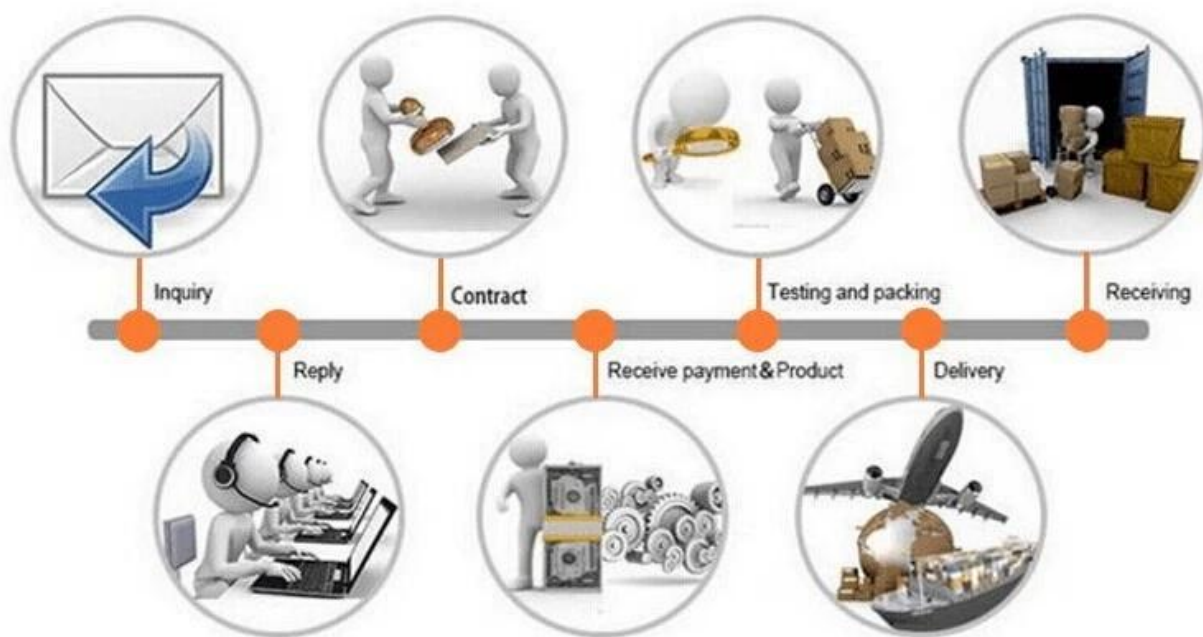 Inquiry
Reply
Contract
Receive payment&Product
Testing and packing
Delivery
Receiving